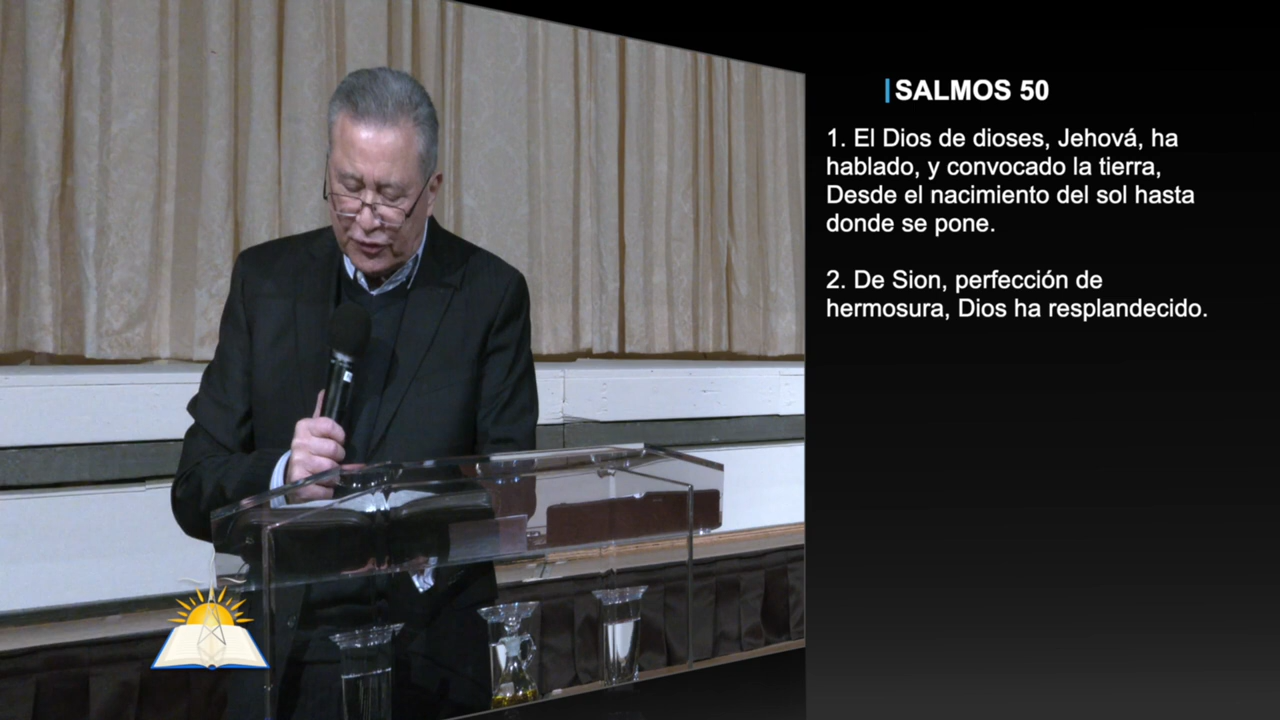 SALMOS 50
1. El Dios de dioses, Jehová, ha
hablado, y convocado la tierra,
Desde el nacimiento del sol hasta
donde se pone.
2. De Sion, perfección de
hermosura, Dios ha resplandecido.